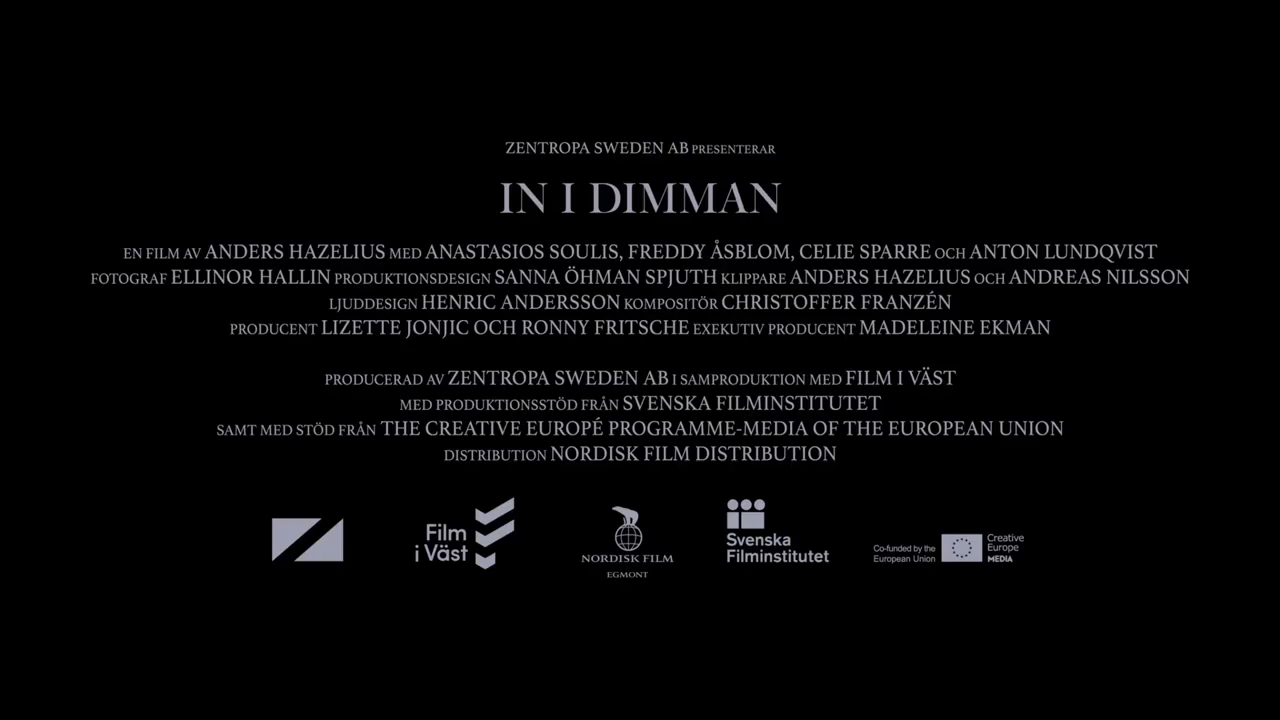 ZENTROPA SWEDEN AB PRESENTERAR
IN I DIMMAN
EN FILM AV ANDERS HAZELIUS MED ANASTASIOS SOULIS, FREDDY ÅSBLOM, CELIE SPARRE OCH ANTON LUNDQVIST
FOTOGRAF ELLINOR HALLIN PRODUKTIONSDESIGN SANNA ÖHMAN SPJUTH KLIPPARE ANDERS HAZELIUS OCH ANDREAS NILSSON
LJUDDESIGN HENRIC ANDERSSON KOMPOSITÖR CHRISTOFFER FRANZÉN
PRODUCENT LIZETTE JONJIC OCH RONNY FRITSCHE EXEKUTIV PRODUCENT MADELEINE EKMAN
PRODUCERAD AV ZENTROPA SWEDEN AB I SAMPRODUKTION MED FILM I VÄST
MED PRODUKTIONSSTÖD FRÅN SVENSKA FILMINSTITUTET
SAMT MED STÖD FRÅN THE CREATIVE EUROPÉ PROGRAMME-MEDIA OF THE EUROPEAN UNION
DISTRIBUTION NORDISK FILM DISTRIBUTION
Film
i Väst
NORDISK FILM
EGMONT
Svenska
Filminstitutet
Co-funded by the
European Union
Creative
Europe
MEDIA